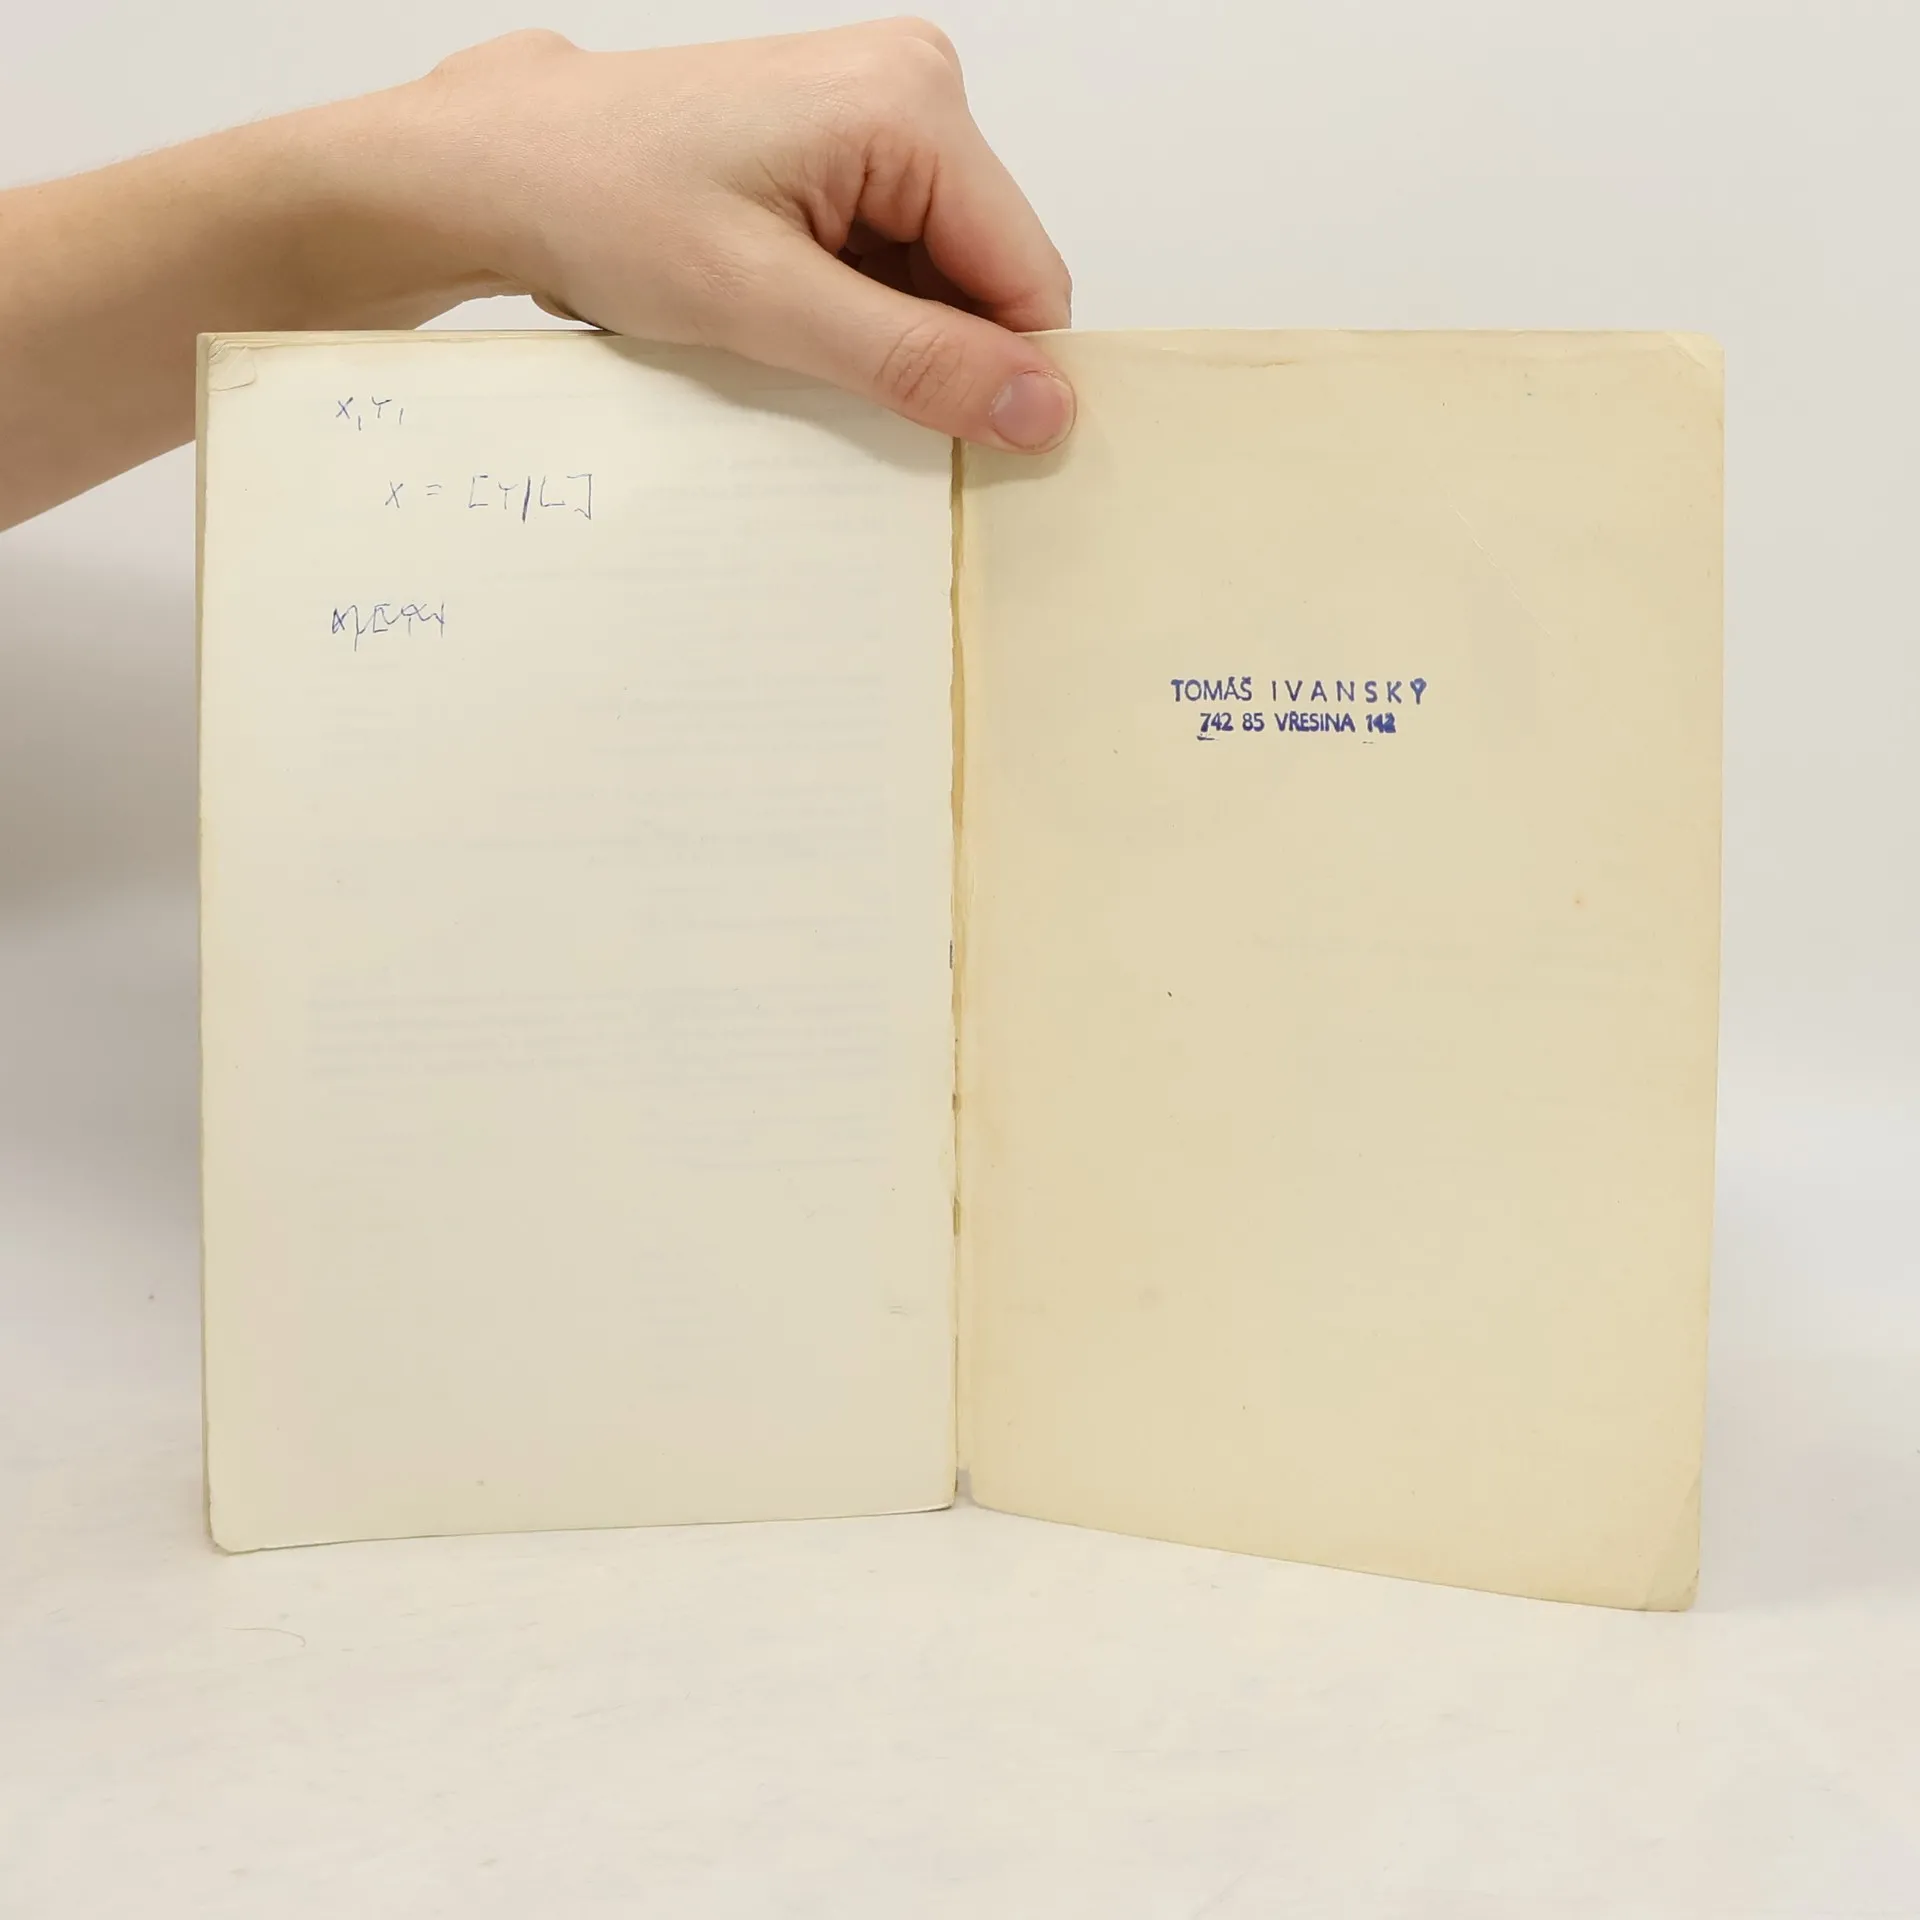 X, Y,
X = [Y/L]
TOMÁŠ IVANSKÝ
742 85 VŘESINA 142